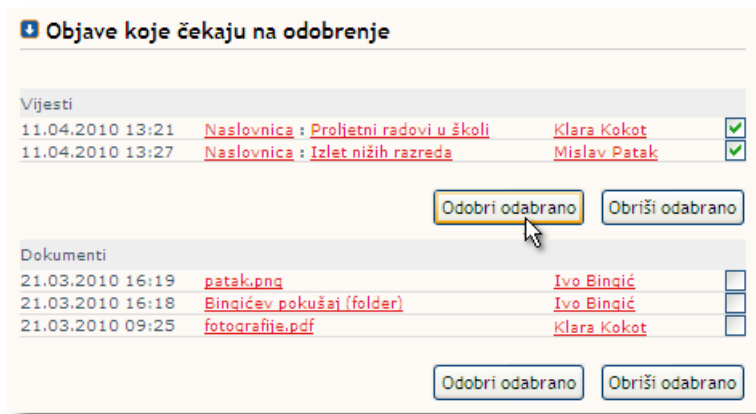 Objave koje čekaju na odobrenje
Vijesti
11.04.2010 13:21 Naslovnica : Proljetni radovi u školi Klara Kokot
11.04.2010 13:27 Naslovnica : Izlet nižih razreda Mislav Patak
Odobri odabrano Obriši odabrano
Dokumenti
21.03.2010 16:19 patak.png Ivo Bingić
21.03.2010 16:18 Bingićev pokušaj (folder) Ivo Bingić
21.03.2010 09:25 fotografije.pdf Klara Kokot
Odobri odabrano Obriši odabrano